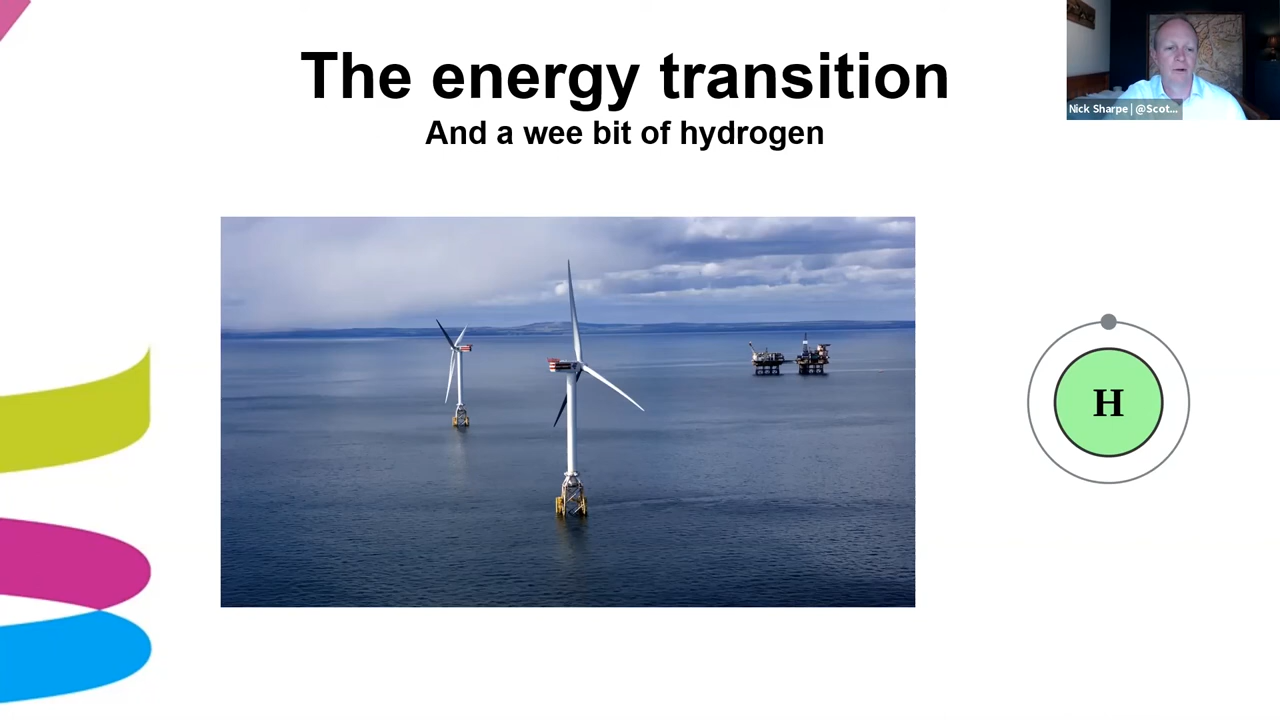 The energy transition
And a wee bit of hydrogen
Nick Sharpe | @Scot...
H